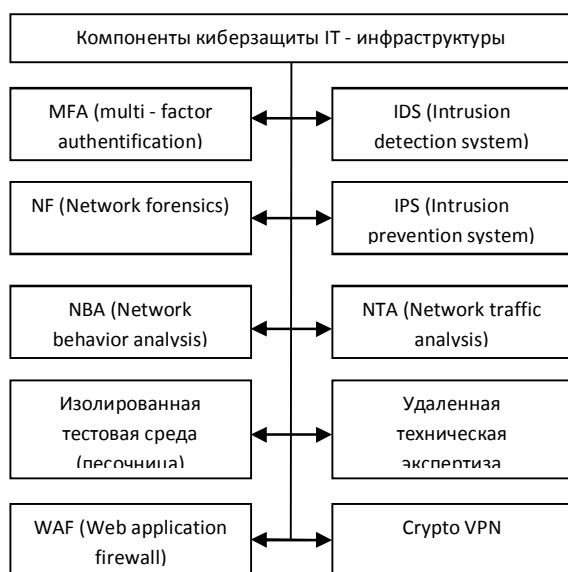 Компоненты киберзащиты IT - инфраструктуры
MFA (multi - factor
authentification)
IDS (Intrusion
detection system)
NF (Network forensics)
IPS (Intrusion
prevention system)
NBA (Network
behavior analysis)
NTA (Network traffic
analysis)
Изолированная
тестовая среда
(песочница)
Удаленная
техническая
экспертиза
WAF (Web application
firewall)
Crypto VPN